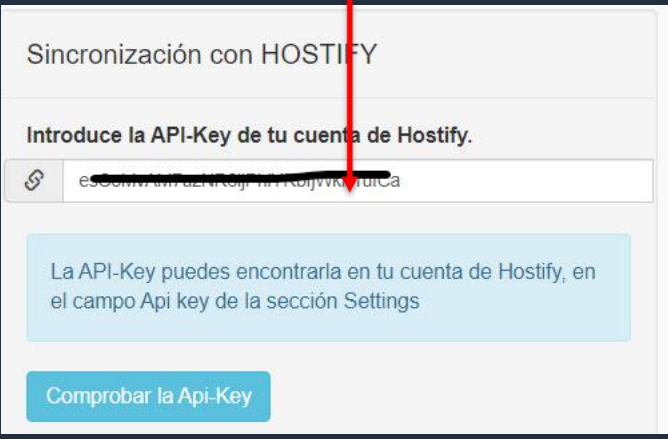 Sincronización con HOSTIFY
Introduce la API-Key de tu cuenta de Hostify.
La API-Key puedes encontrarla en tu cuenta de Hostify, en
el campo Api key de la sección Settings
Comprobar la Api-Key